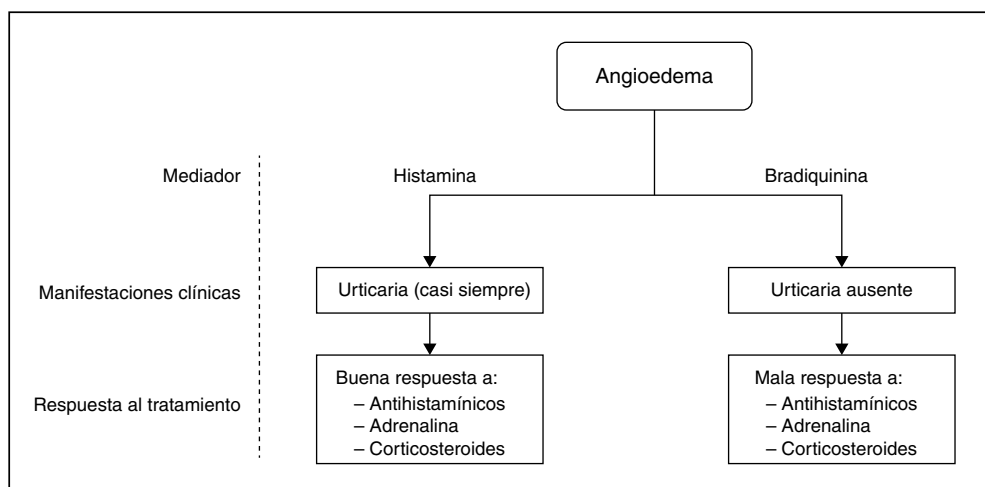 Angioedema
Mediador
Histamina
Bradiquinina
Manifestaciones clínicas
Urticaria (casi siempre)
Urticaria ausente
Respuesta al tratamiento
Buena respuesta a:
– Antihistamínicos
– Adrenalina
– Corticosteroides
Mala respuesta a:
– Antihistamínicos
– Adrenalina
– Corticosteroides